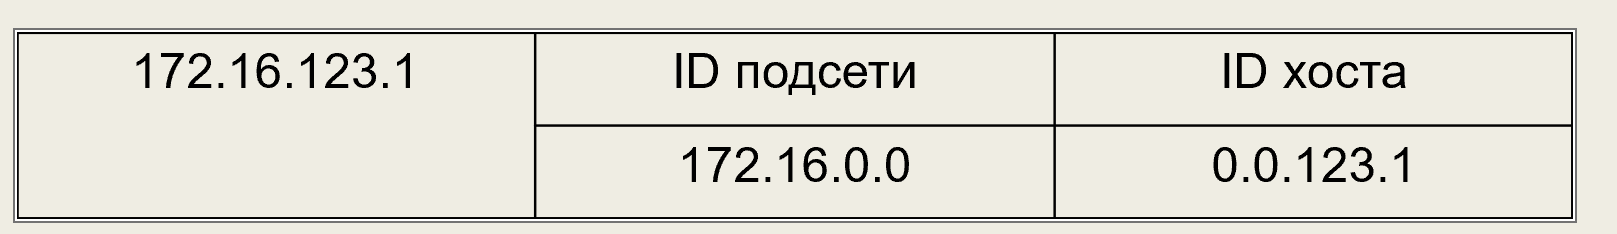 172.16.123.1
ID подсети
ID хоста
172.16.0.0
0.0.123.1